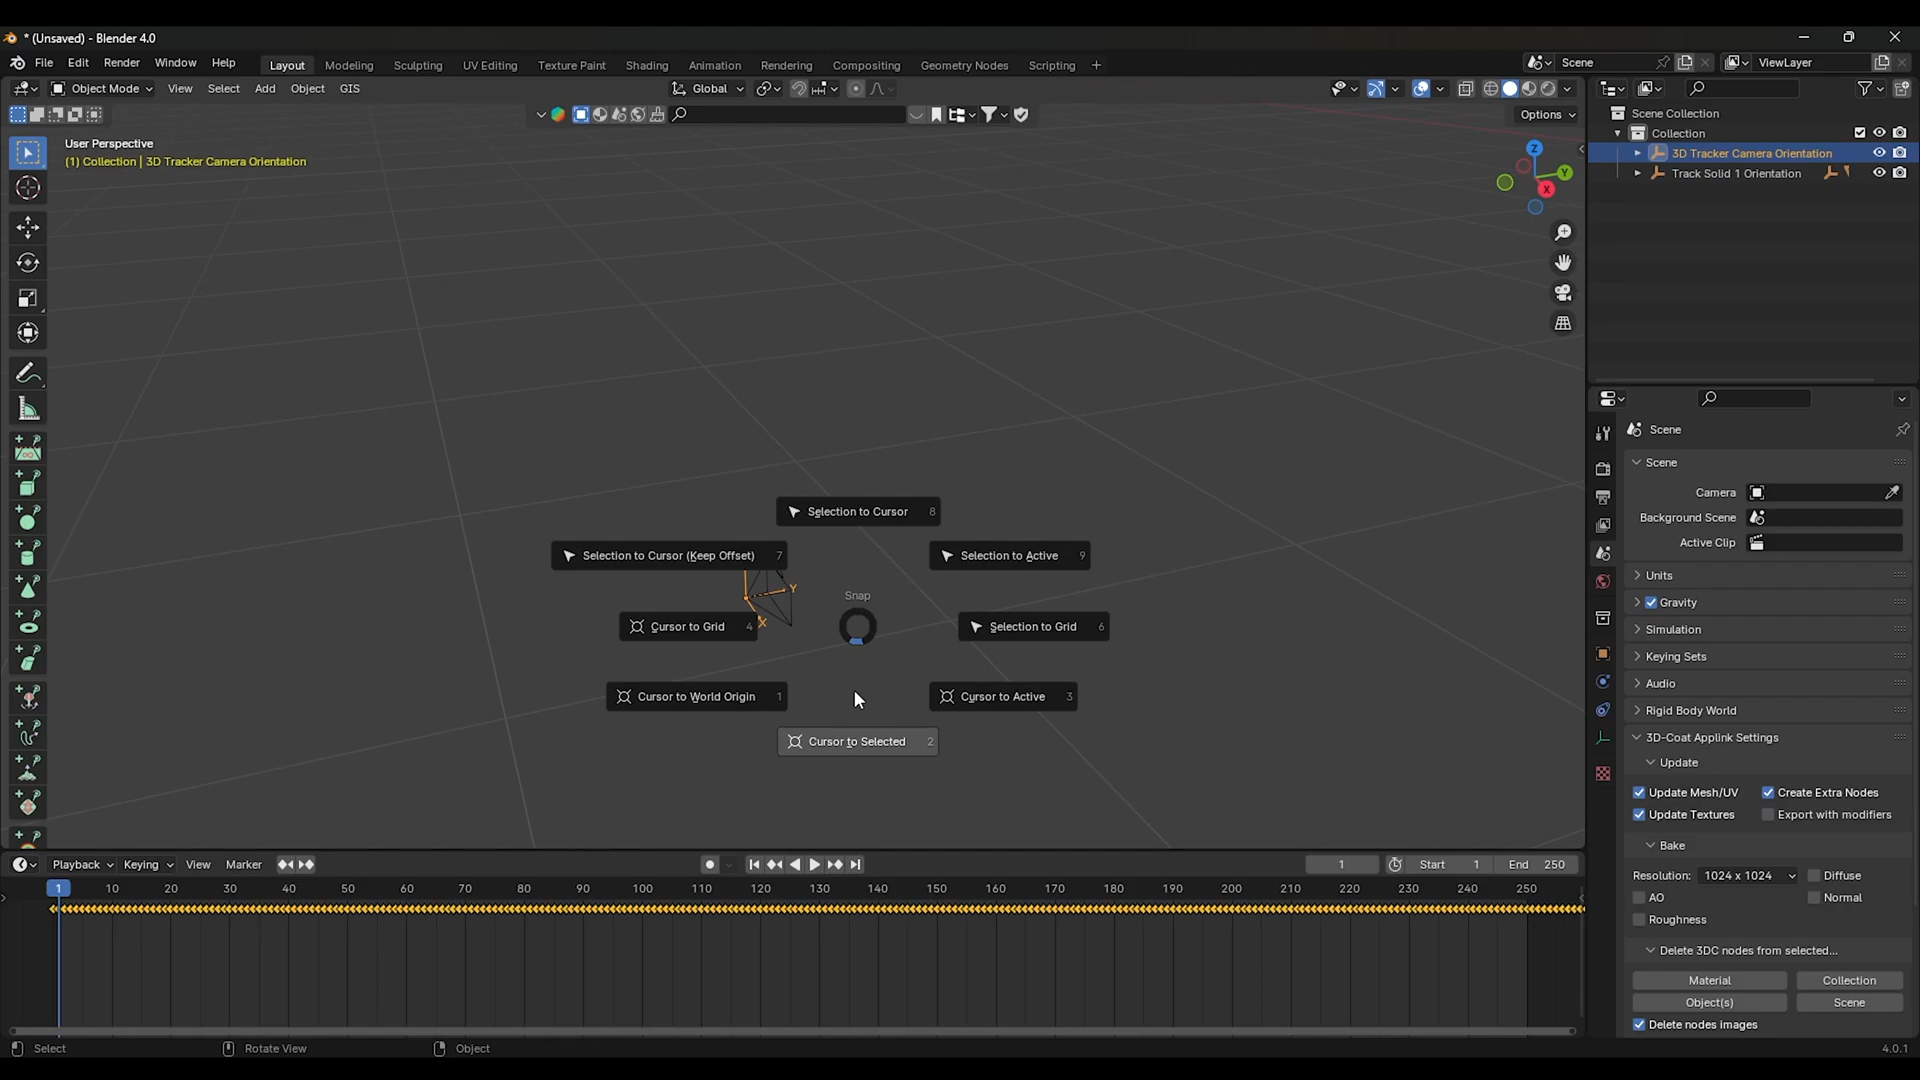 * (Unsaved) - Blender 4.0
File Edit Render Window Help Layout Modeling Sculpting UV Editing Texture Paint Shading Animation Rendering Compositing Geometry Nodes Scripting + Scene ViewLayer
Object Mode View Select Add Object GIS Global
Options
User Perspective
(1) Collection | 3D Tracker Camera Orientation
Z
Y
X
Selection to Cursor 8
Selection to Cursor (Keep Offset) 7
Selection to Active 9
Y
Snap
X
Cursor to Grid 4
Selection to Grid 6
Cursor to World Origin 1
Cursor to Active 3
Cursor to Selected 2
Scene Collection
Collection
3D Tracker Camera Orientation
Track Solid 1 Orientation
Scene
Scene
Camera
Background Scene
Active Clip
Units
Gravity
Simulation
Keying Sets
Audio
Rigid Body World
3D-Coat Applink Settings
Update
Update Mesh/UV Create Extra Nodes
Update Textures Export with modifiers
Bake
Resolution: 1024 x 1024 Diffuse
AO Normal
Roughness
Delete 3DC nodes from selected...
Material Collection
Object(s) Scene
Delete nodes images
Playback Keying View Marker 1 Start 1 End 250
1 10 20 30 40 50 60 70 80 90 100 110 120 130 140 150 160 170 180 190 200 210 220 230 240 250
Select Rotate View Object 4.0.1